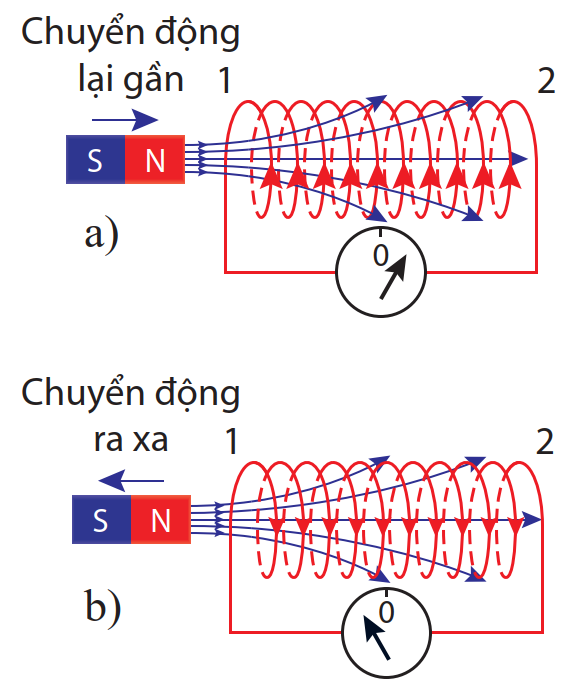 Chuyển động
lại gần
1
2
S N
0
a)
Chuyển động
ra xa
1
2
S N
0
b)